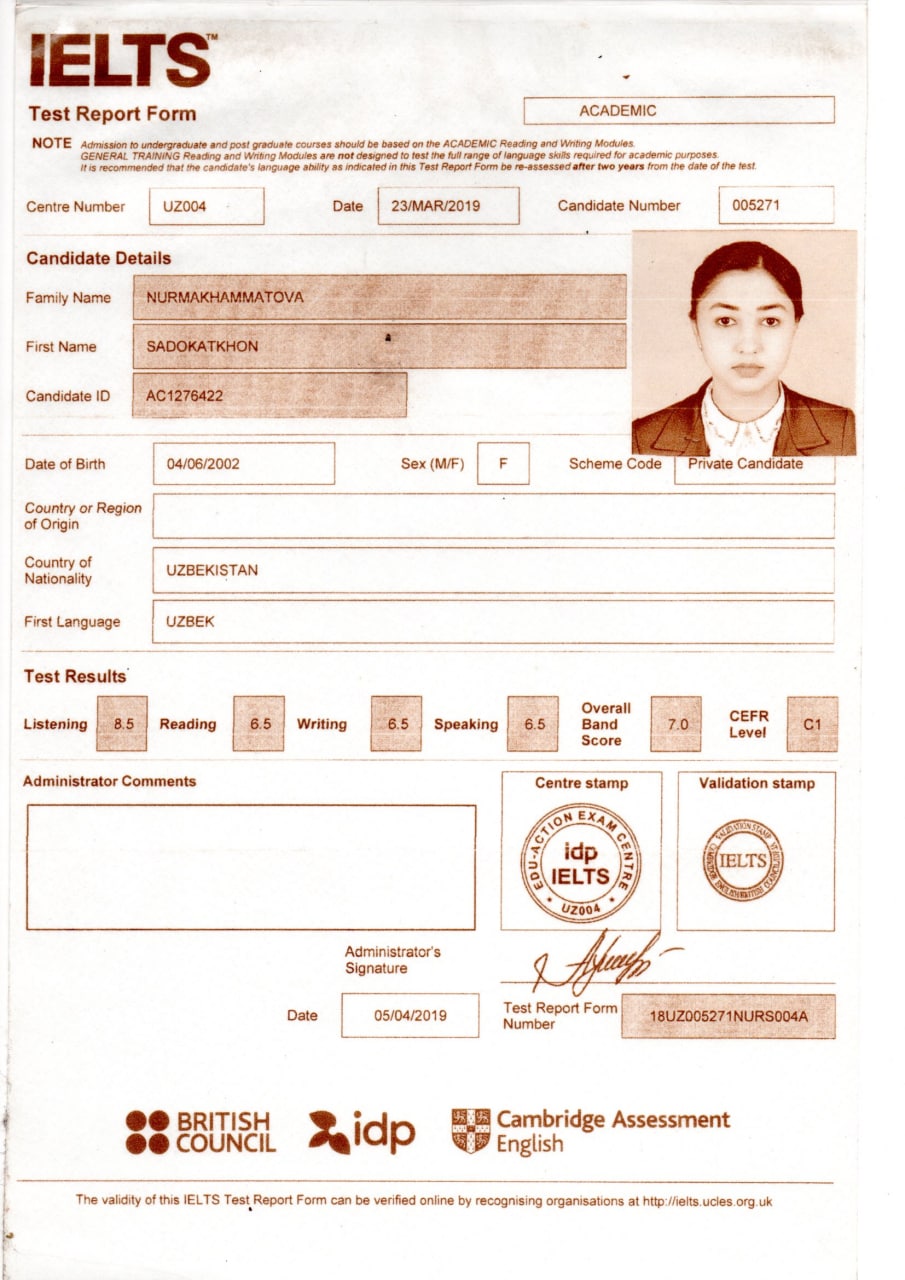 IELTS™
Test Report Form
ACADEMIC
NOTE Admission to undergraduate and post graduate courses should be based on the ACADEMIC Reading and Writing Modules.
GENERAL TRAINING Reading and Writing Modules are not designed to test the full range of language skills required for academic purposes.
It is recommended that the candidate's language ability as indicated in this Test Report Form be re-assessed after two years from the date of the test.
Centre Number UZ004 Date 23/MAR/2019 Candidate Number 005271
Candidate Details
Family Name NURMAKHAMMATOVA
First Name SADOKATKHON
Candidate ID AC1276422
Date of Birth 04/06/2002 Sex (M/F) F Scheme Code Private Candidate
Country or Region
of Origin
Country of
Nationality UZBEKISTAN
First Language UZBEK
Test Results
Listening 8.5 Reading 6.5 Writing 6.5 Speaking 6.5 Overall Band Score 7.0 CEFR Level C1
Administrator Comments
Centre stamp
Validation stamp
EDU-ACTION EXAM CENTRE
idp
IELTS
UZ004
IELTS
Administrator's
Signature
Date 05/04/2019
Test Report Form
Number 18UZ005271NURS004A
BRITISH
COUNCIL
idp
Cambridge Assessment
English
The validity of this IELTS Test Report Form can be verified online by recognising organisations at http://ielts.ucles.org.uk